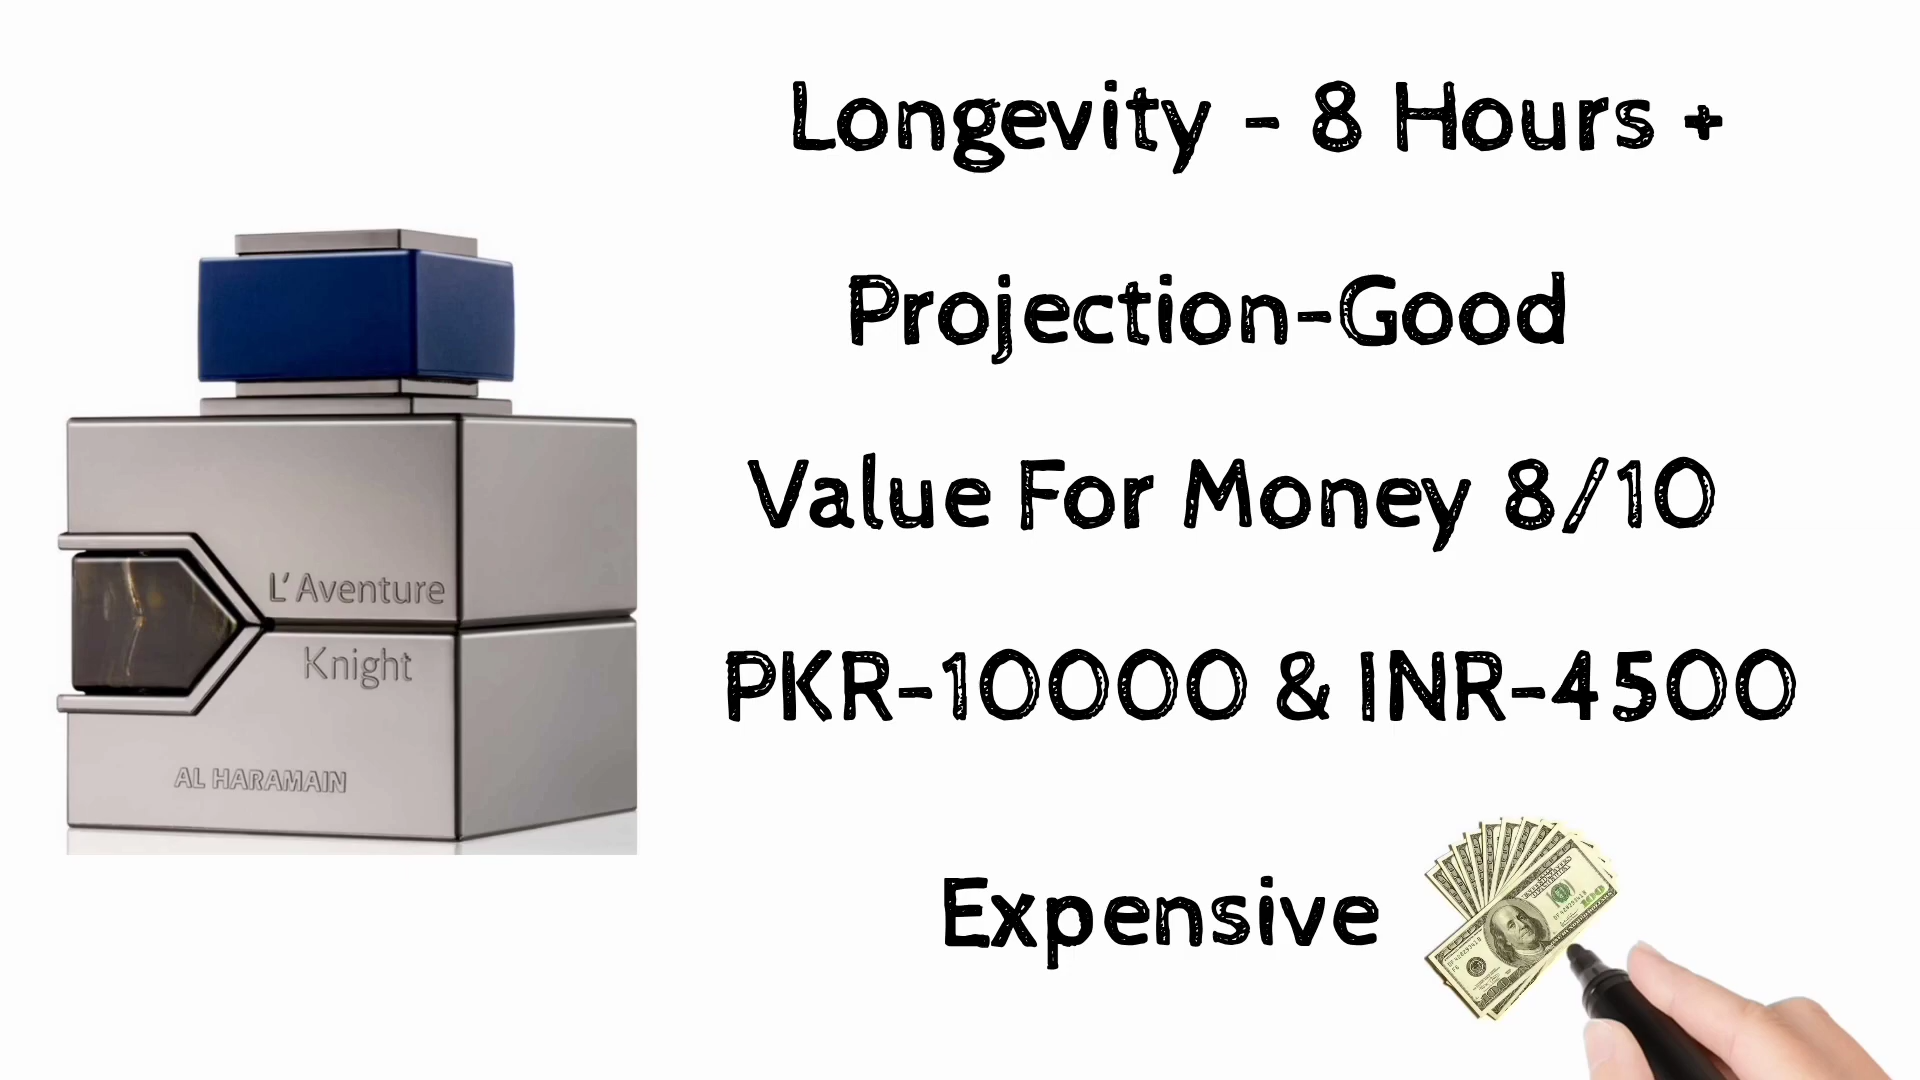 Longevity - 8 Hours +
Projection-Good
Value For Money 8/10
PKR-10000 & INR-4500
Expensive
L'Aventure
Knight
AL HARAMAIN
100